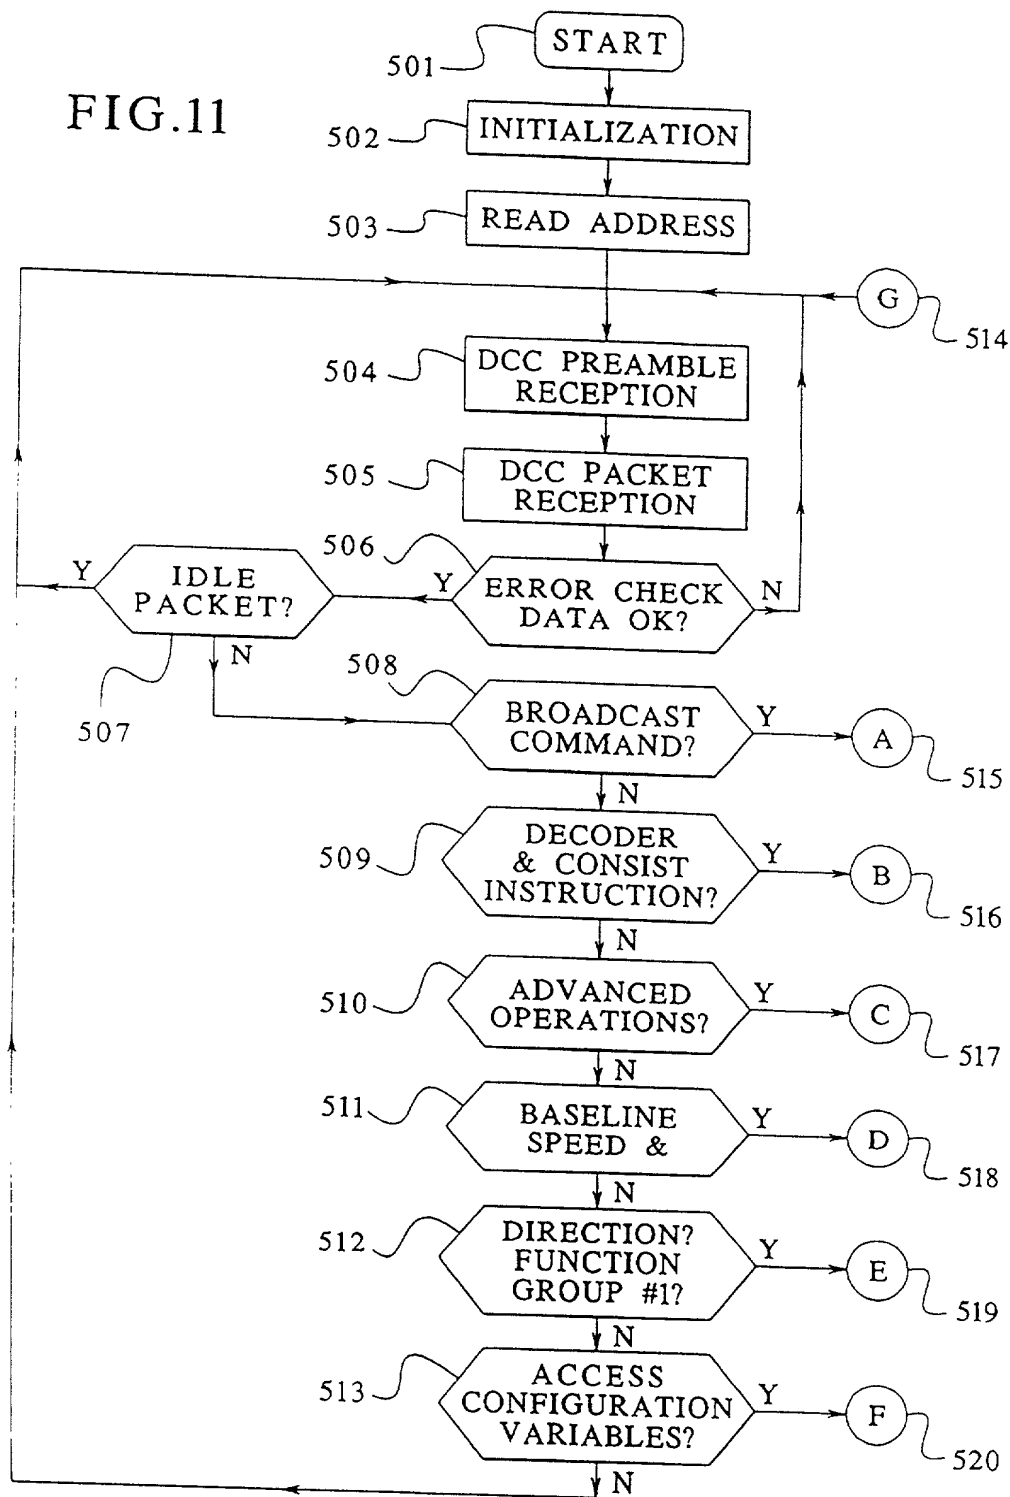 START
501
FIG.11
INITIALIZATION
502
READ ADDRESS
503
G
514
504
DCC PREAMBLE
RECEPTION
505
DCC PACKET
RECEPTION
506
Y
IDLE
PACKET?
Y
ERROR CHECK
DATA OK?
N
N
507
508
BROADCAST
COMMAND?
Y
A
515
N
509
DECODER
& CONSIST
INSTRUCTION?
Y
B
516
N
510
ADVANCED
OPERATIONS?
Y
C
517
N
511
BASELINE
SPEED &
Y
D
518
N
512
DIRECTION?
FUNCTION
GROUP #1?
Y
E
519
N
513
ACCESS
CONFIGURATION
VARIABLES?
Y
F
520
N